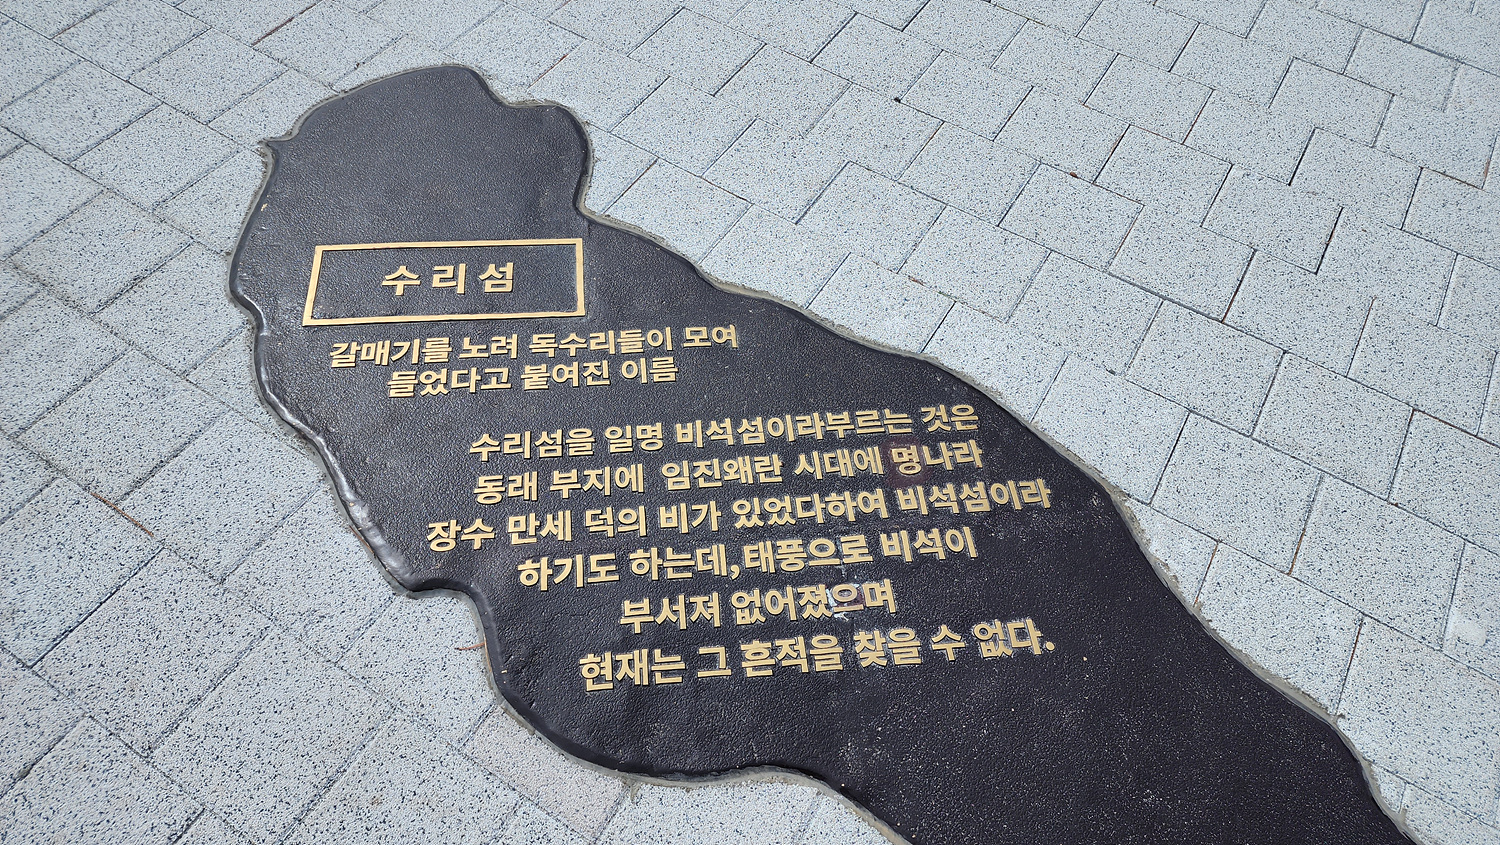 수리섬
갈매기를 노려 독수리들이 모여
들었다고 붙여진 이름
수리섬을 일명 비석섬이라부르는 것은
동래 부지에 임진왜란 시대에 명나라
장수 만세 덕의 비가 있었다하여 비석섬이라
하기도 하는데, 태풍으로 비석이
부서져 없어졌으며
현재는 그 흔적을 찾을 수 없다.